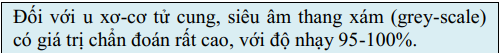 Đối với u xơ-cơ tử cung, siêu âm thang xám (grey-scale)
có giá trị chẩn đoán rất cao, với độ nhạy 95-100%.